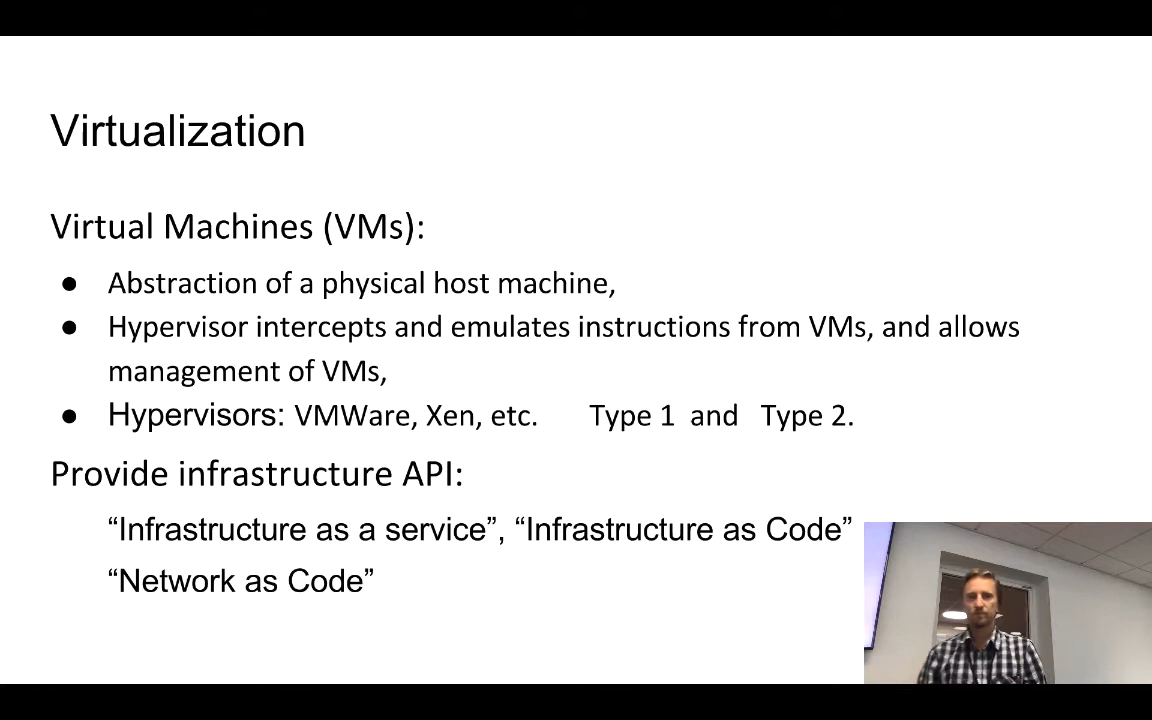 Virtualization
Virtual Machines (VMs):
● Abstraction of a physical host machine,
● Hypervisor intercepts and emulates instructions from VMs, and allows
management of VMs,
● Hypervisors: VMWare, Xen, etc. Type 1 and Type 2.
Provide infrastructure API:
“Infrastructure as a service”, “Infrastructure as Code”
“Network as Code”